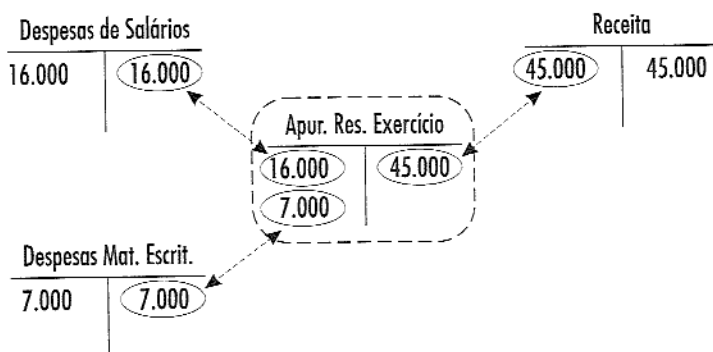 Despesas de Salários
16.000 16.000
Receita
45.000 45.000
Apur. Res. Exercício
16.000 45.000
7.000
Despesas Mat. Escrit.
7.000 7.000